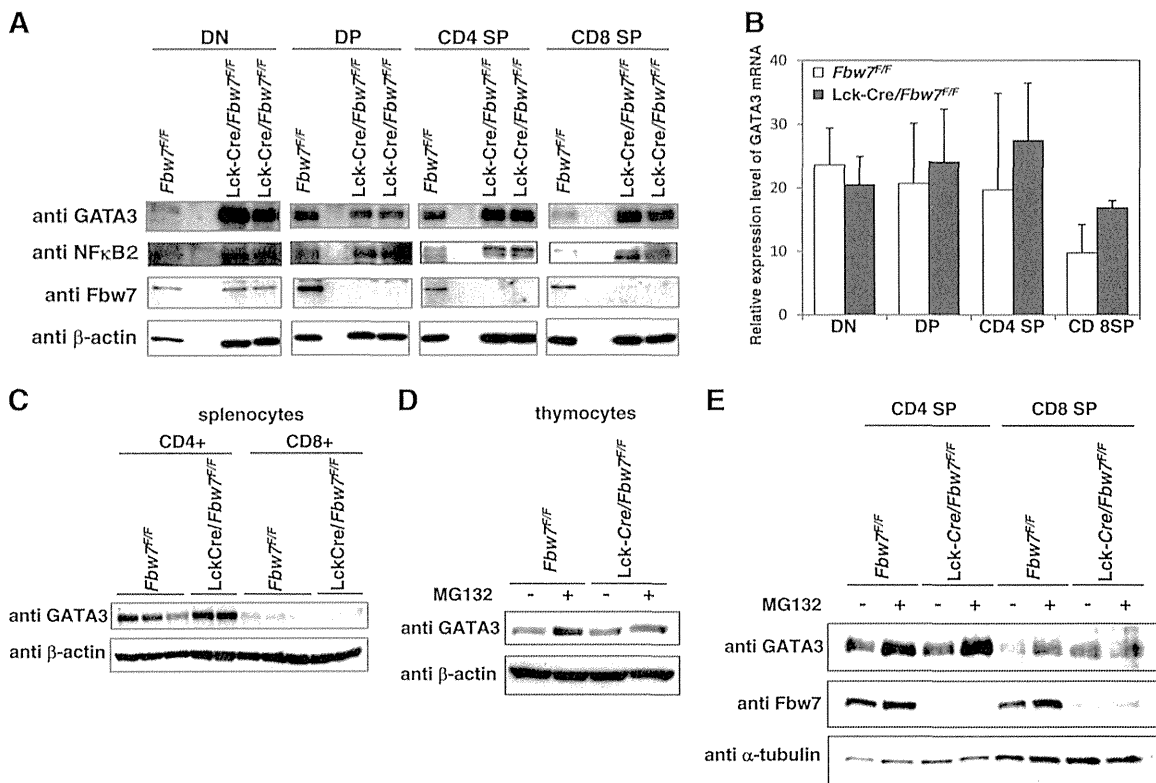 A
DN DP CD4 SP CD8 SP
Fbw7F/F Lck-Cre/Fbw7F/F Lck-Cre/Fbw7F/F Fbw7F/F Lck-Cre/Fbw7F/F Lck-Cre/Fbw7F/F Fbw7F/F Lck-Cre/Fbw7F/F Lck-Cre/Fbw7F/F Fbw7F/F Lck-Cre/Fbw7F/F Lck-Cre/Fbw7F/F
anti GATA3
anti NFκB2
anti Fbw7
anti β-actin
B
Relative expression level of GATA3 mRNA
40
30
20
10
0
Fbw7F/F
Lck-Cre/Fbw7F/F
DN DP CD4 SP CD 8SP
C
splenocytes
CD4+ CD8+
Fbw7F/F LckCre/Fbw7F/F Fbw7F/F LckCre/Fbw7F/F
anti GATA3
anti β-actin
D
thymocytes
Fbw7F/F Lck-Cre/Fbw7F/F
MG132 - + - +
anti GATA3
anti β-actin
E
CD4 SP CD8 SP
Fbw7F/F Lck-Cre/Fbw7F/F Fbw7F/F Lck-Cre/Fbw7F/F
MG132 - + - + - + - +
anti GATA3
anti Fbw7
anti α-tubulin